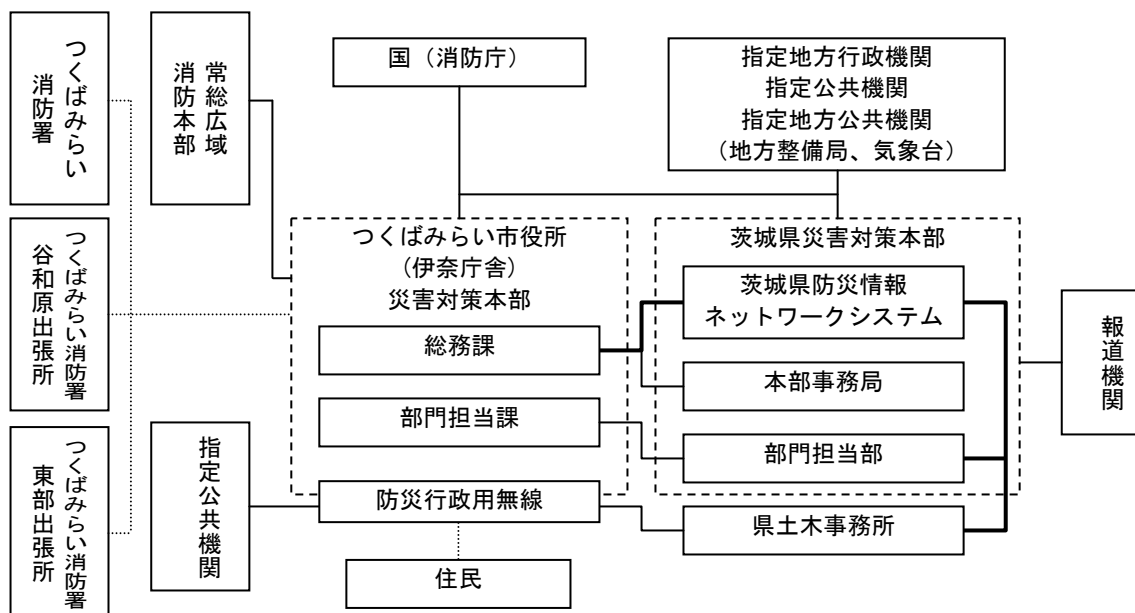 つくばみらい
消防署
常総広域
消防本部
国（消防庁）
指定地方行政機関
指定公共機関
指定地方公共機関
（地方整備局、気象台）
つくばみらい消防署
谷和原出張所
つくばみらい市役所
（伊奈庁舎）
災害対策本部
総務課
部門担当課
防災行政用無線
茨城県災害対策本部
茨城県防災情報
ネットワークシステム
本部事務局
部門担当部
県土木事務所
報道機関
つくばみらい消防署
東部出張所
指定公共機関
住民